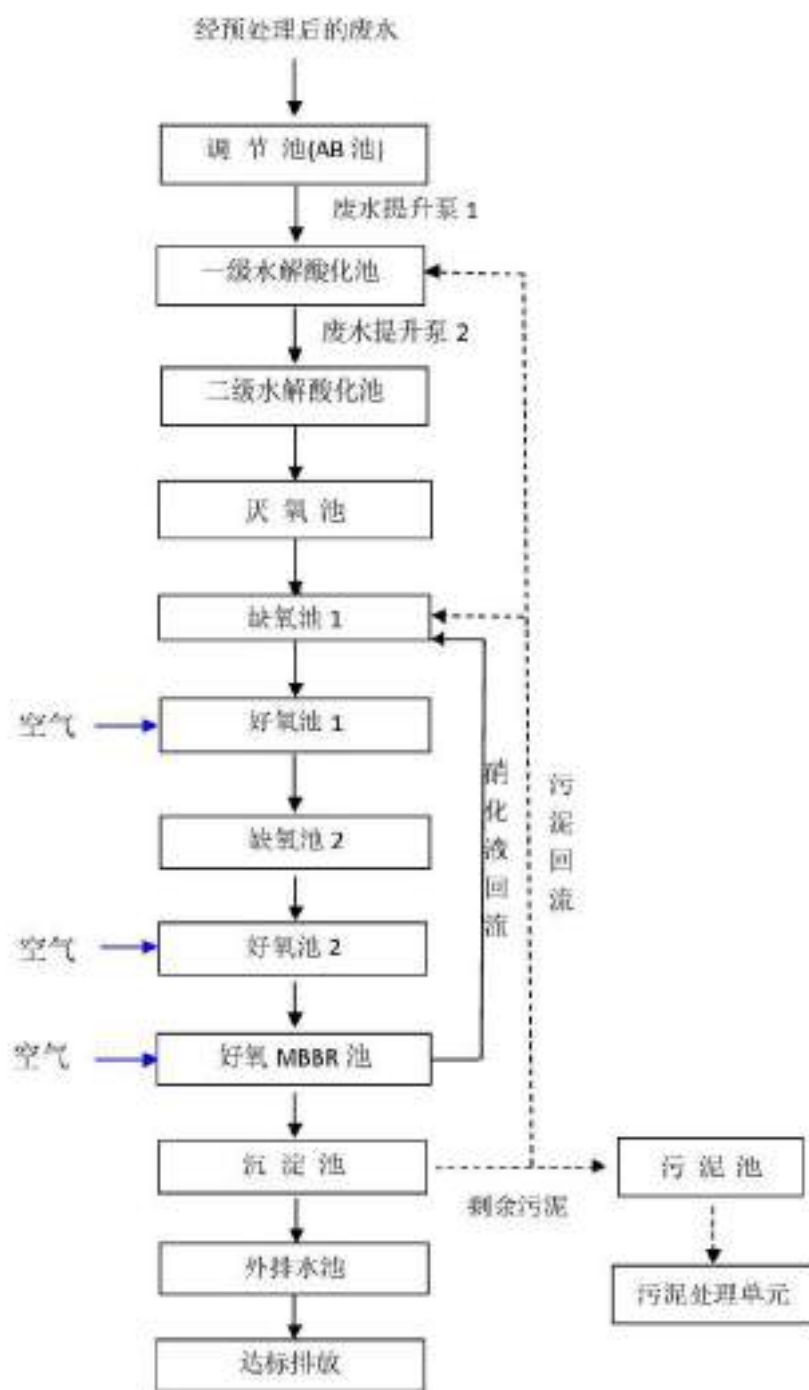 经预处理后的废水
调 节 池(AB 池)
废水提升泵 1
一级水解酸化池
废水提升泵 2
二级水解酸化池
厌 氧 池
缺氧池 1
空气
好氧池 1
硝化液回流
污泥回流
缺氧池 2
空气
好氧池 2
空气
好氧 MBBR 池
沉 淀 池
剩余污泥
污 泥 池
外排水池
污泥处理单元
达标排放